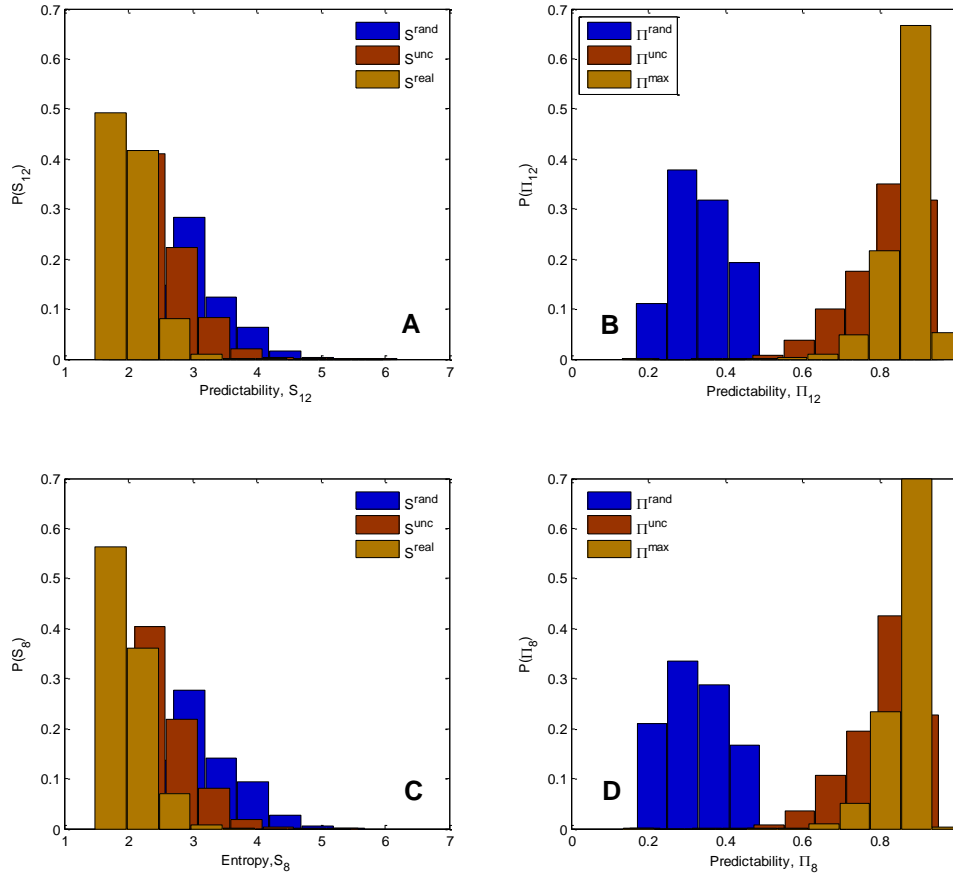 0.7
0.6
0.5
0.4
0.3
0.2
0.1
0
P(S12)
S^rand
S^unc
S^real
A
1 2 3 4 5 6 7
Predictability, S12
0.7
0.6
0.5
0.4
0.3
0.2
0.1
0
P(Π12)
Π^rand
Π^unc
Π^max
B
0 0.2 0.4 0.6 0.8
Predictability, Π12
0.7
0.6
0.5
0.4
0.3
0.2
0.1
0
P(S8)
S^rand
S^unc
S^real
C
1 2 3 4 5 6 7
Entropy,S8
0.7
0.6
0.5
0.4
0.3
0.2
0.1
0
P(Π8)
Π^rand
Π^unc
Π^max
D
0 0.2 0.4 0.6 0.8
Predictability, Π8